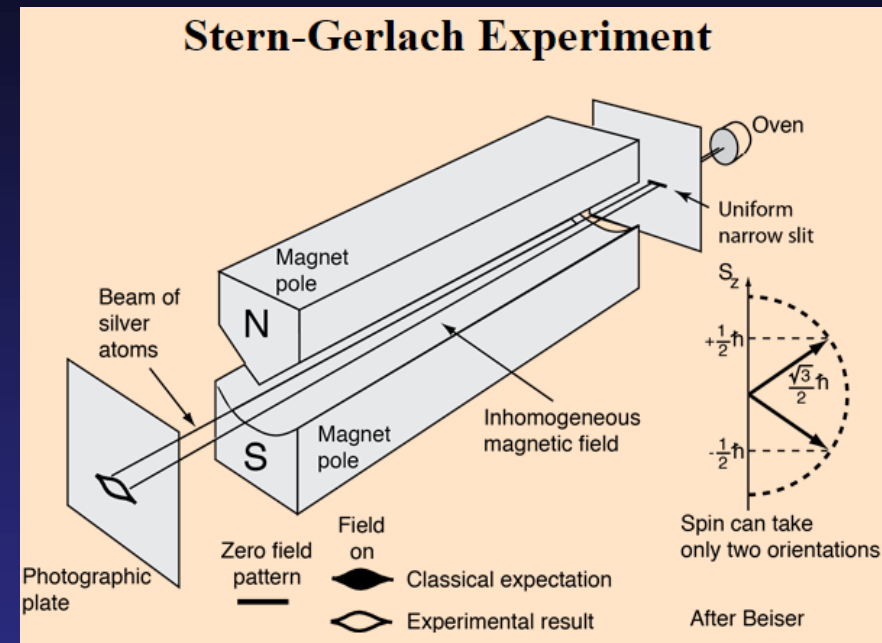 Stern-Gerlach Experiment
Oven
Uniform
narrow slit
Magnet
pole
N
Beam of
silver
atoms
S
Magnet
pole
Inhomogeneous
magnetic field
S_z
+½ħ
√3/2 ħ
-½ħ
Spin can take
only two orientations
Photographic
plate
Zero field
pattern
Field
on
Classical expectation
Experimental result
After Beiser